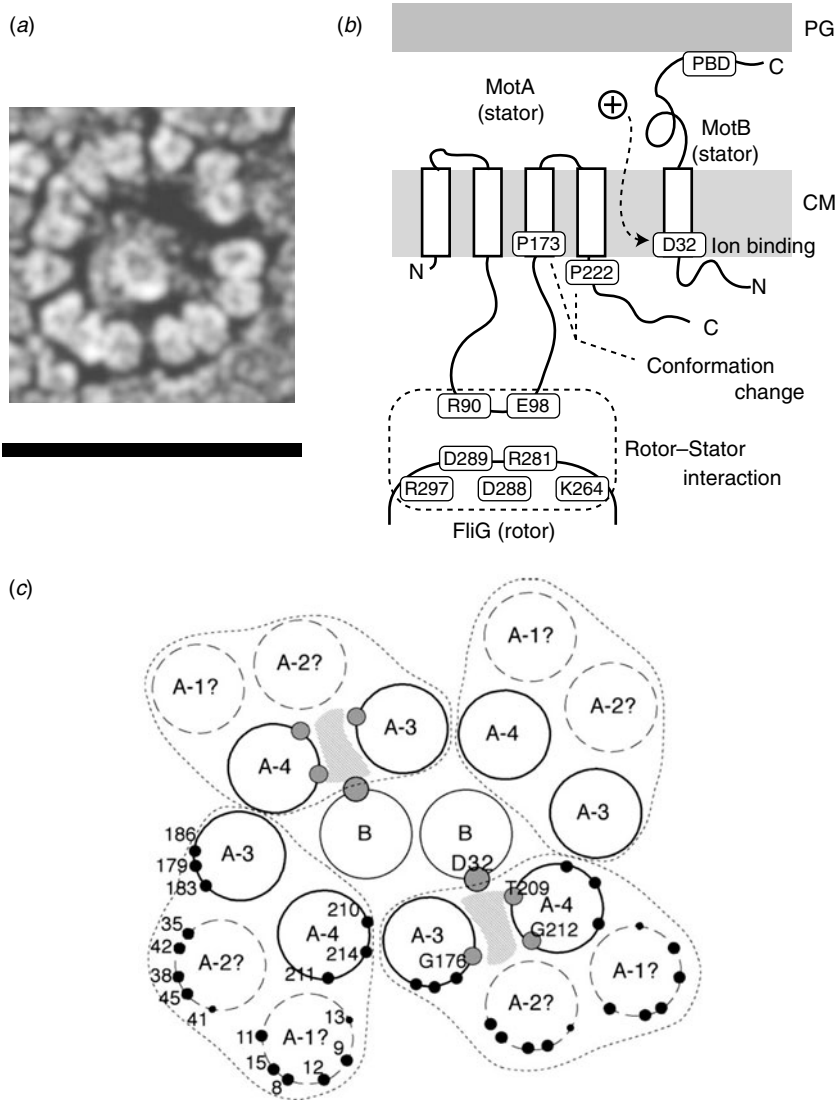 (a)
(b)
PG
PBD
C
MotA
(stator)
+
MotB
(stator)
CM
P173
D32
Ion binding
N
P222
N
C
Conformation
change
R90
E98
Rotor–Stator
interaction
D289
R281
R297
D288
K264
FliG (rotor)
(c)
A-1?
A-2?
A-1?
A-2?
A-3
A-4
A-4
A-3
B
B
D32
186
A-3
179
183
T209
A-4
G212
210
A-4
214
211
A-3
G176
35
42
A-2?
38
45
41
A-1?
A-2?
13
11
A-1?
9
15
12
8